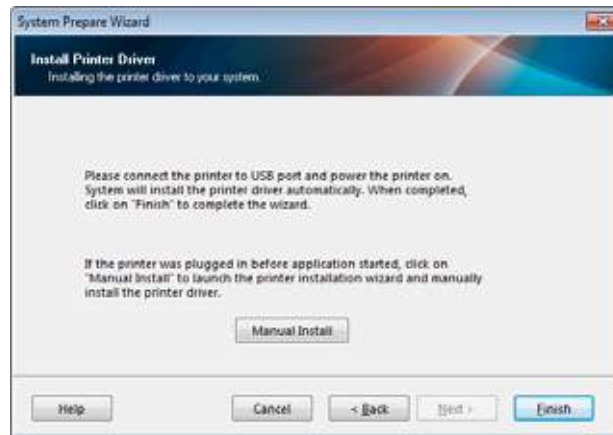 System Prepare Wizard
Install Printer Driver
Installing the printer driver to your system.
Please connect the printer to USB port and power the printer on.
System will install the printer driver automatically. When completed,
click on "Finish" to complete the wizard.
If the printer was plugged in before application started, click on
"Manual Install" to launch the printer installation wizard and manually
install the printer driver.
Manual Install
Help Cancel < Back Next > Finish